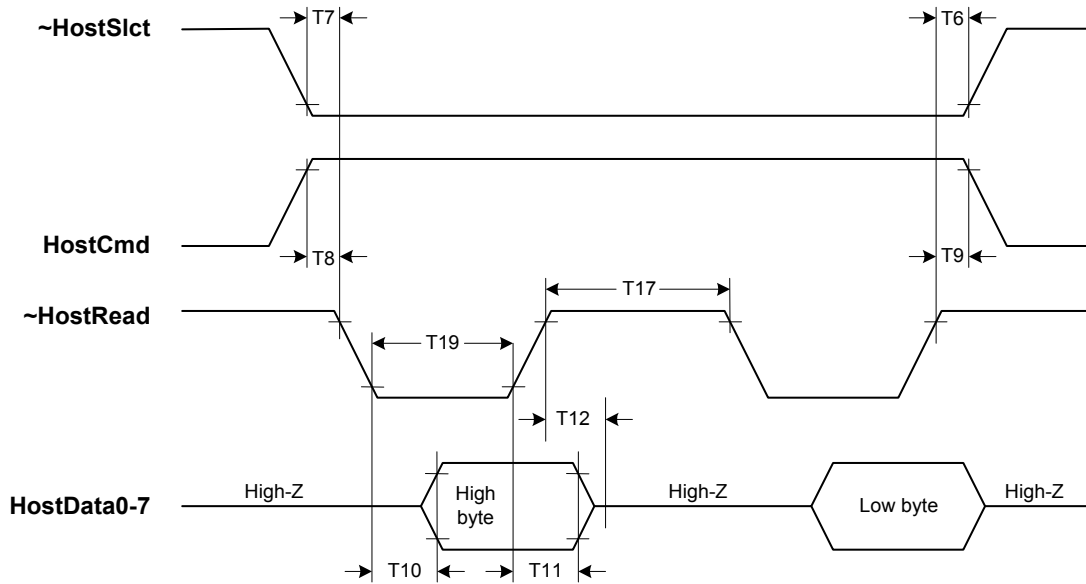 ~HostSlct
T7
T6
HostCmd
T8
T9
~HostRead
T17
T19
T12
HostData0-7
High-Z
High
byte
High-Z
Low byte
High-Z
T10
T11